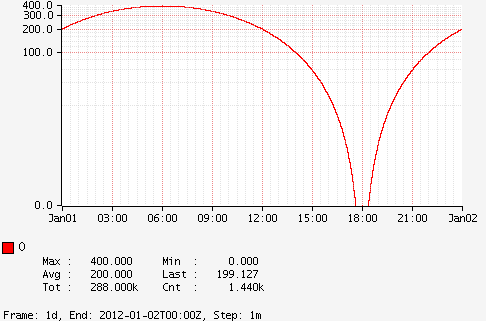 400.0
300.0
200.0
100.0
0.0
Jan01 03:00 06:00 09:00 12:00 15:00 18:00 21:00 Jan02
0
Max : 400.000 Min : 0.000
Avg : 200.000 Last : 199.127
Tot : 288.000k Cnt : 1.440k
Frame: 1d, End: 2012-01-02T00:00Z, Step: 1m